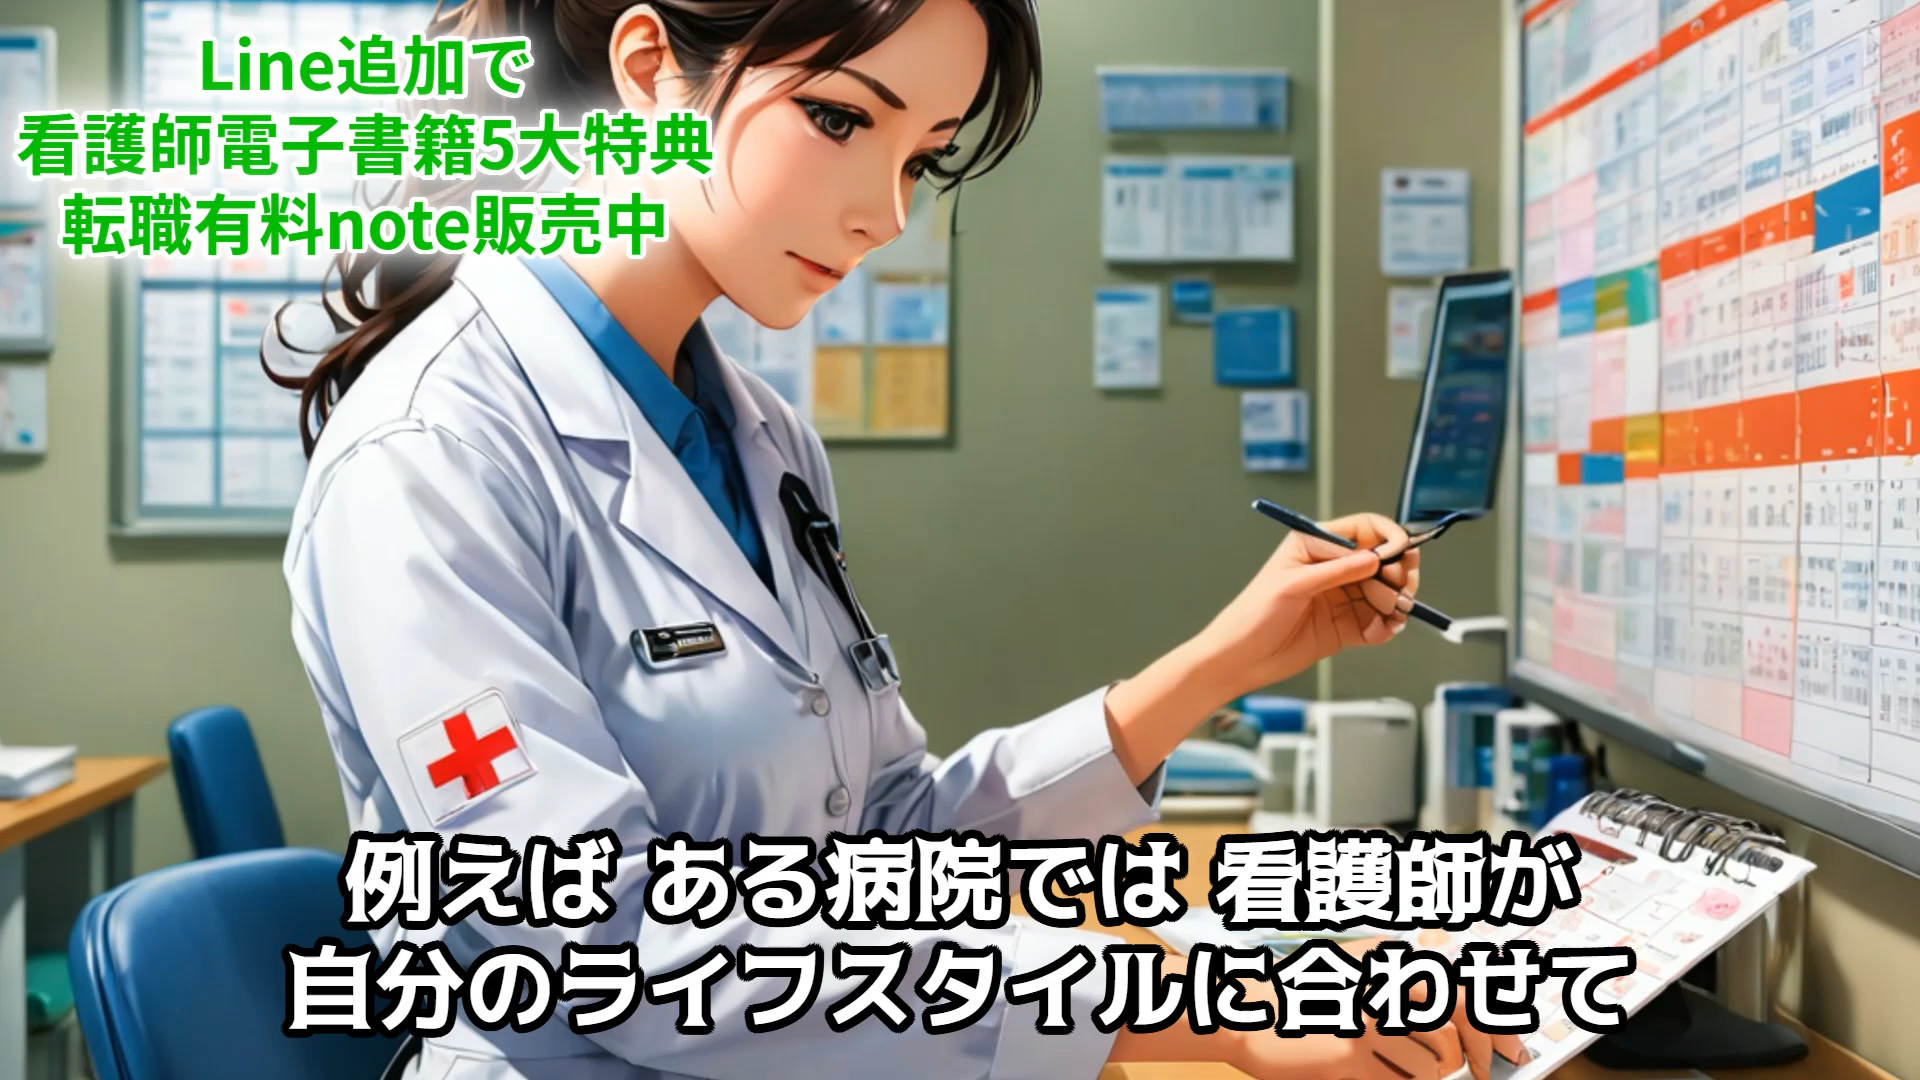 Line追加で
看護師電子書籍5大特典
転職有料note販売中
例えば ある病院では 看護師が
自分のライフスタイルに合わせて